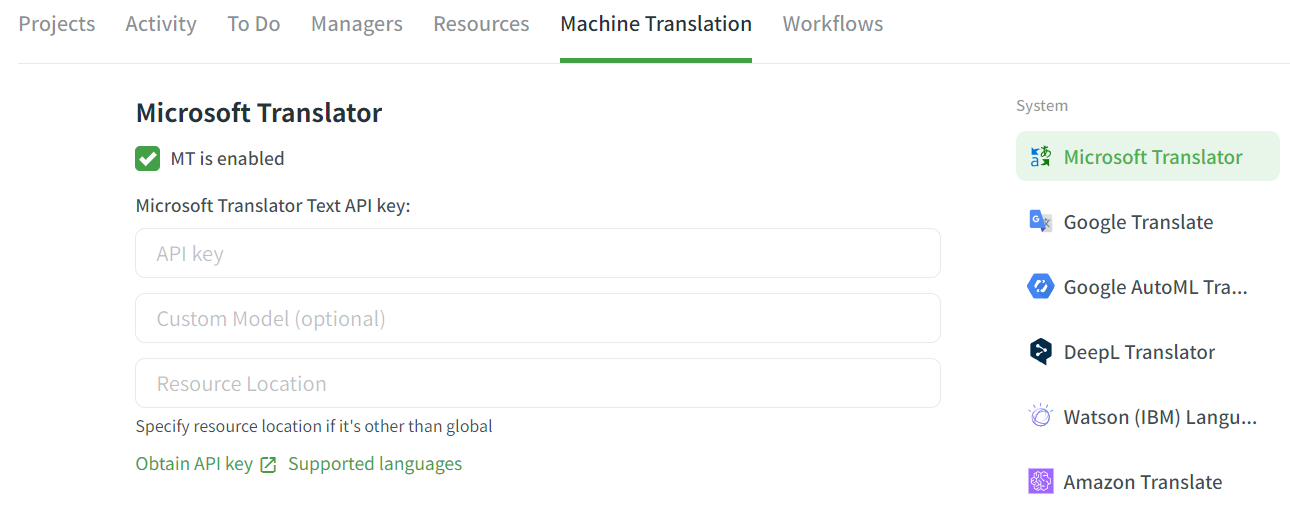 Projects Activity To Do Managers Resources Machine Translation Workflows
Microsoft Translator
MT is enabled
Microsoft Translator Text API key:
API key
Custom Model (optional)
Resource Location
Specify resource location if it's other than global
Obtain API key Supported languages
System
Microsoft Translator
Google Translate
Google AutoML Tra...
DeepL Translator
Watson (IBM) Langu...
Amazon Translate